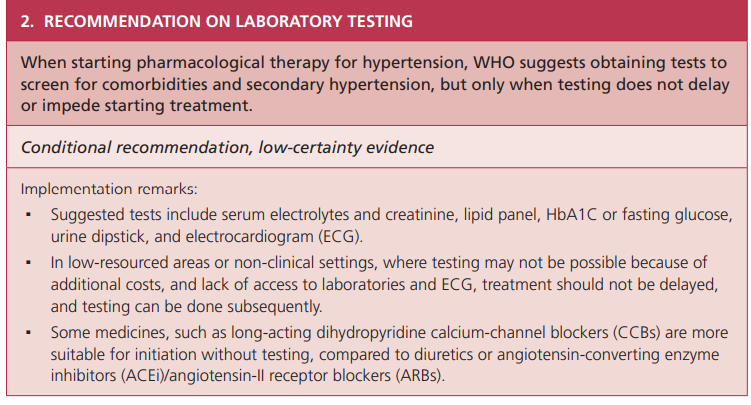 2. RECOMMENDATION ON LABORATORY TESTING
When starting pharmacological therapy for hypertension, WHO suggests obtaining tests to
screen for comorbidities and secondary hypertension, but only when testing does not delay
or impede starting treatment.
Conditional recommendation, low-certainty evidence
Implementation remarks:
▪ Suggested tests include serum electrolytes and creatinine, lipid panel, HbA1C or fasting glucose,
urine dipstick, and electrocardiogram (ECG).
▪ In low-resourced areas or non-clinical settings, where testing may not be possible because of
additional costs, and lack of access to laboratories and ECG, treatment should not be delayed,
and testing can be done subsequently.
▪ Some medicines, such as long-acting dihydropyridine calcium-channel blockers (CCBs) are more
suitable for initiation without testing, compared to diuretics or angiotensin-converting enzyme
inhibitors (ACEi)/angiotensin-II receptor blockers (ARBs).